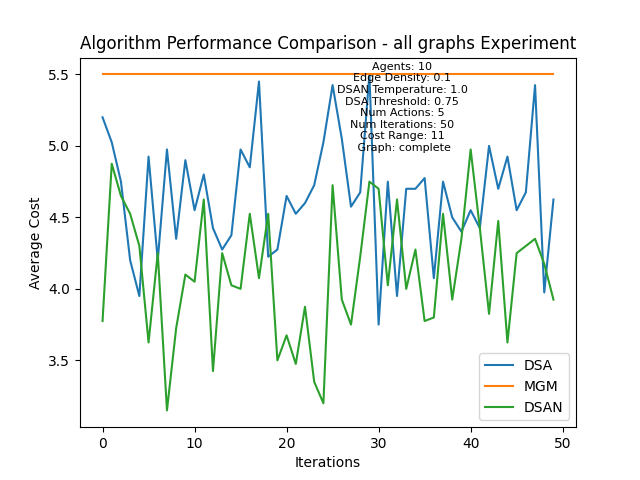 Algorithm Performance Comparison - all graphs Experiment
Agents: 10
Edge Density: 0.1
DSAN Temperature: 1.0
DSA Threshold: 0.75
Num Actions: 5
Num Iterations: 50
Cost Range: 11
Graph: complete
5.5
5.0
4.5
4.0
3.5
Average Cost
DSA
MGM
DSAN
0
10
20
30
40
50
Iterations